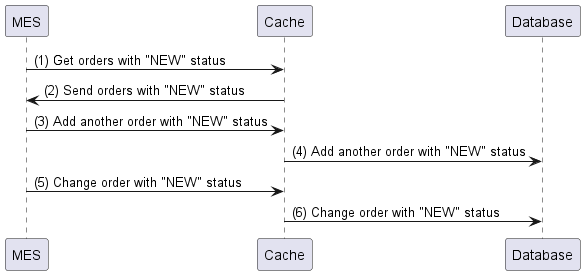 MES Cache Database
(1) Get orders with "NEW" status
(2) Send orders with "NEW" status
(3) Add another order with "NEW" status
(4) Add another order with "NEW" status
(5) Change order with "NEW" status
(6) Change order with "NEW" status
MES Cache Database